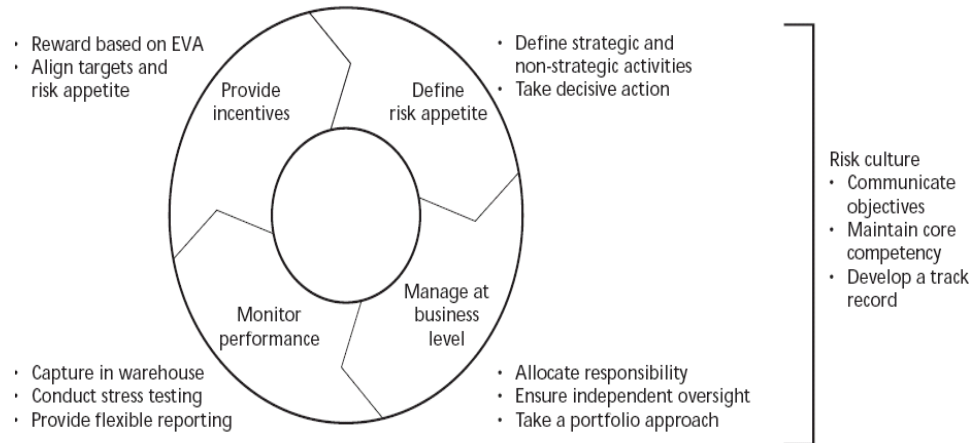 • Reward based on EVA
• Align targets and
risk appetite
Provide
incentives
Define
risk appetite
• Define strategic and
non-strategic activities
• Take decisive action
Risk culture
• Communicate
objectives
• Maintain core
competency
• Develop a track
record
Manage at
business
level
Monitor
performance
• Capture in warehouse
• Conduct stress testing
• Provide flexible reporting
• Allocate responsibility
• Ensure independent oversight
• Take a portfolio approach